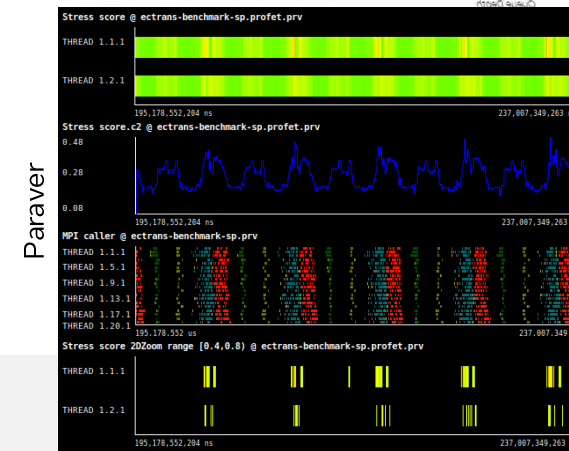 Paraver
Stress score @ ectrans-benchmark-sp.profet.prv
THREAD 1.1.1
THREAD 1.2.1
195,178,552,204 ns
237,007,349,263
Stress score.c2 @ ectrans-benchmark-sp.profet.prv
0.48
0.28
0.08
195,178,552,204 ns
237,007,349,263
MPI caller @ ectrans-benchmark-sp.prv
THREAD 1.1.1
THREAD 1.5.1
THREAD 1.9.1
THREAD 1.13.1
THREAD 1.17.1
THREAD 1.20.1
195.178.552 us
237.007.349
Stress score 2DZoom range [0.4,0.8) @ ectrans-benchmark-sp.profet.prv
THREAD 1.1.1
THREAD 1.2.1
195,178,552,204 ns
237,007,349,263